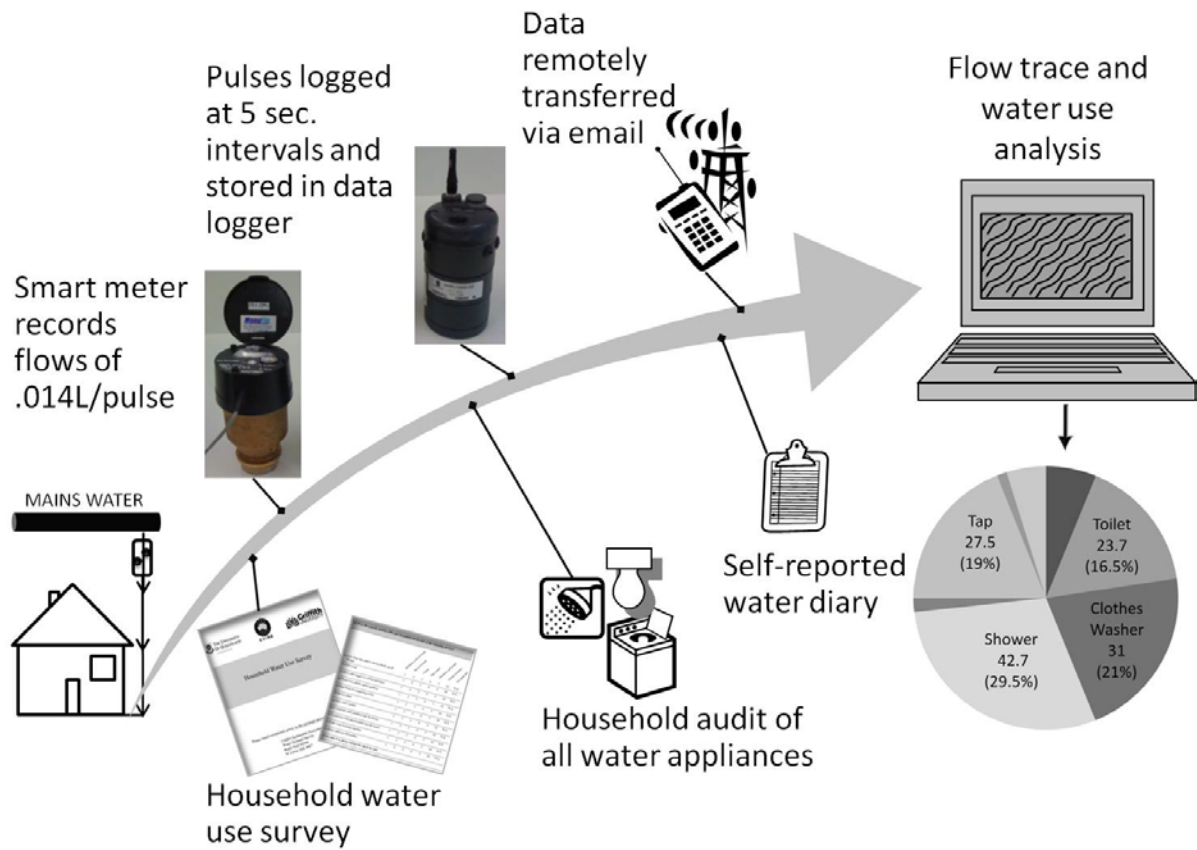 Data
remotely
transferred
via email
Pulses logged
at 5 sec.
intervals and
stored in data
logger
Flow trace and
water use
analysis
Smart meter
records
flows of
.014L/pulse
MAINS WATER
Tap
27.5
(19%)
Toilet
23.7
(16.5%)
Clothes
Washer
31
(21%)
Shower
42.7
(29.5%)
Self-reported
water diary
Griffith
Household Water Use Survey
Household audit of
all water appliances
Household water
use survey